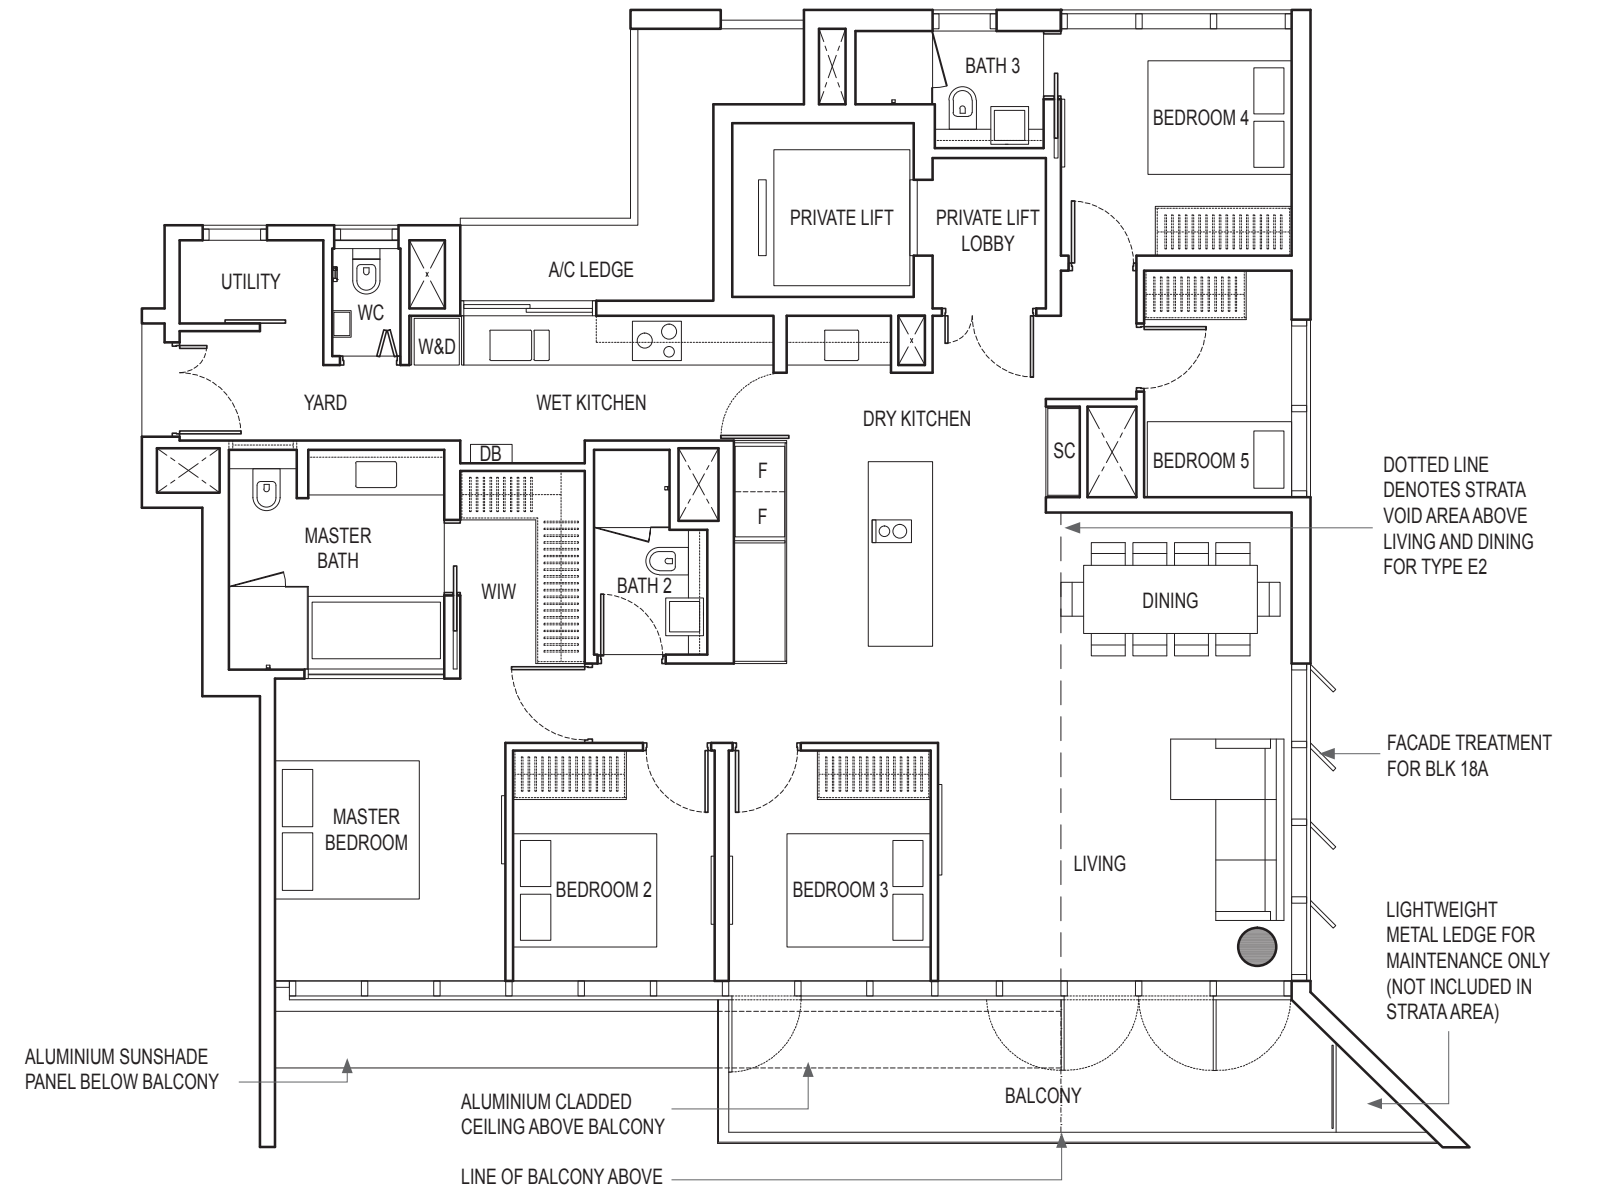 BATH 3
BEDROOM 4
PRIVATE LIFT
PRIVATE LIFT
LOBBY
A/C LEDGE
UTILITY
WC
W&D
YARD
WET KITCHEN
DRY KITCHEN
DB
F
F
SC
BEDROOM 5
MASTER
BATH
WIW
BATH 2
DINING
DOTTED LINE
DENOTES STRATA
VOID AREA ABOVE
LIVING AND DINING
FOR TYPE E2
FACADE TREATMENT
FOR BLK 18A
MASTER
BEDROOM
BEDROOM 2
BEDROOM 3
LIVING
LIGHTWEIGHT
METAL LEDGE FOR
MAINTENANCE ONLY
(NOT INCLUDED IN
STRATA AREA)
ALUMINIUM SUNSHADE
PANEL BELOW BALCONY
ALUMINIUM CLADDED
CEILING ABOVE BALCONY
BALCONY
LINE OF BALCONY ABOVE